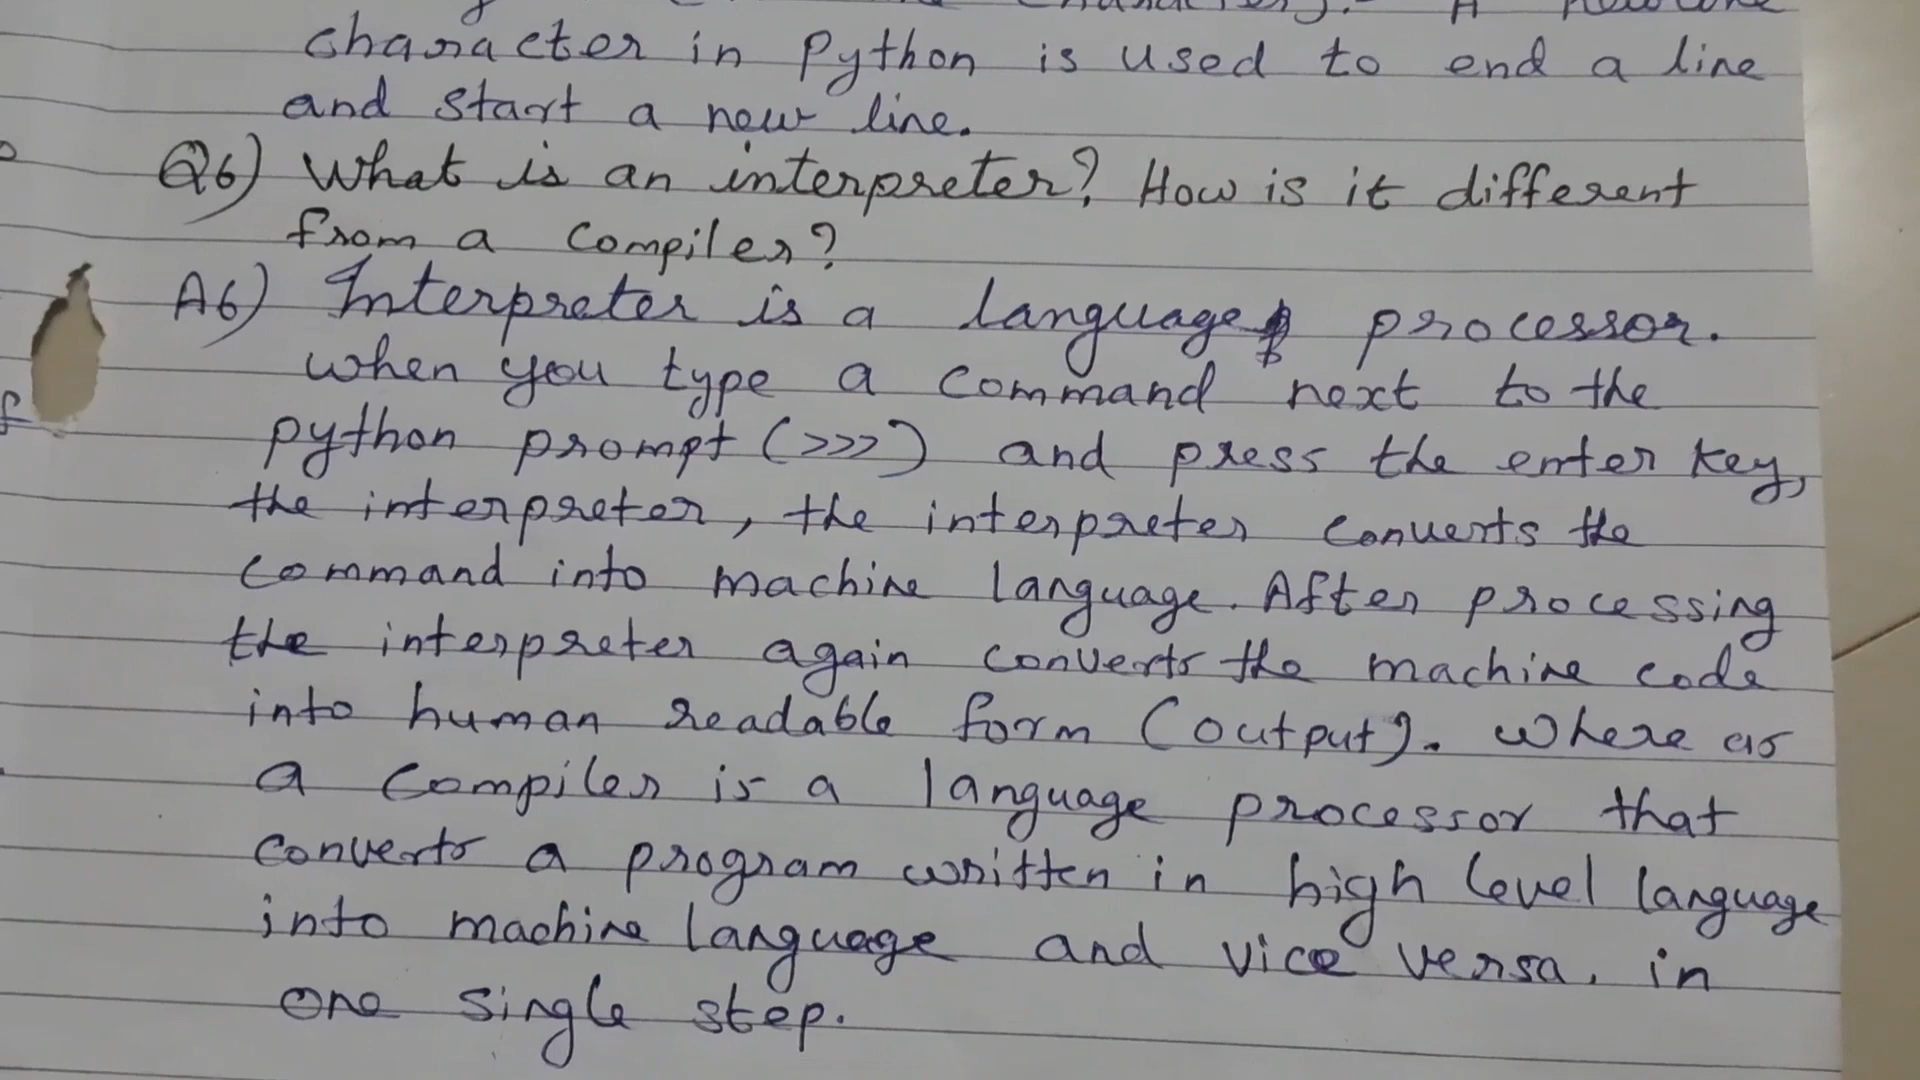 character in Python is used to end a line
and start a new line.
Q6) What is an interpreter? How is it different
from a compiler?
A6) Interpreter is a language processor.
when you type a command next to the
python prompt (>>>) and press the enter key,
the interpreter, the interpreter converts the
command into machine language. After processing
the interpreter again converts the machine code
into human readable form (output). Where as
a compiler is a language processor that
converts a program written in high level language
into machine language and vice versa, in
one single step.